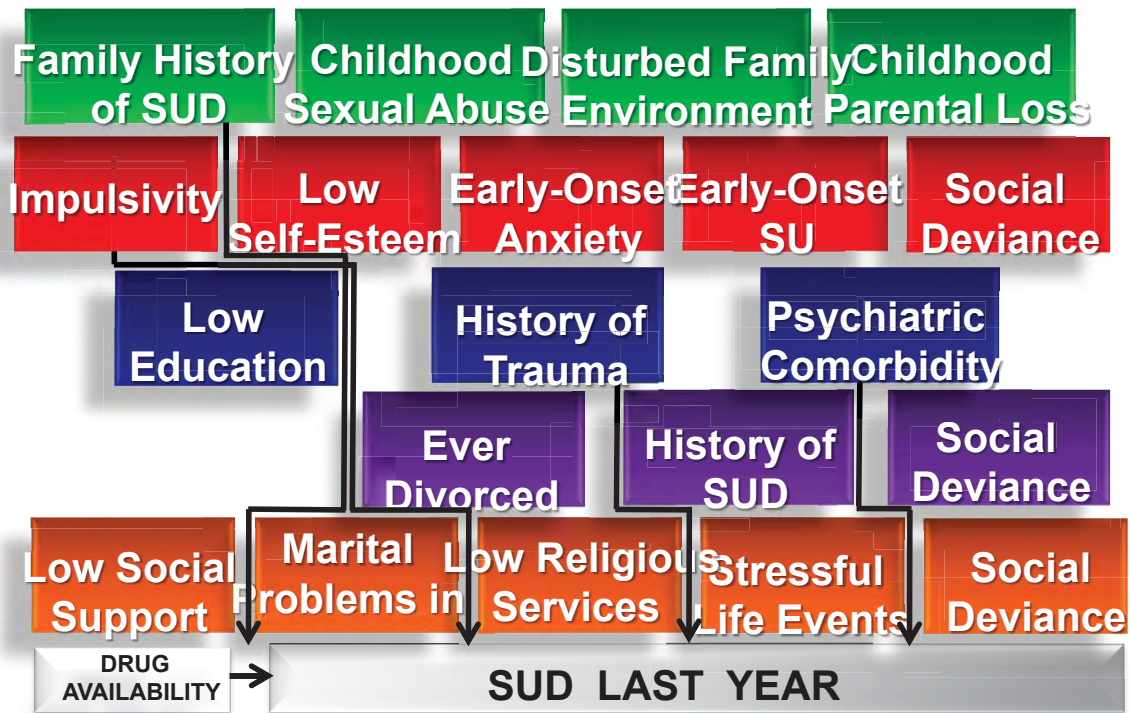 Family History
of SUD
Childhood
Sexual Abuse
Disturbed Family
Environment
Childhood
Parental Loss
Impulsivity
Low
Self-Esteem
Early-Onset
Anxiety
Early-Onset
SU
Social
Deviance
Low
Education
History of
Trauma
Psychiatric
Comorbidity
Ever
Divorced
History of
SUD
Social
Deviance
Low Social
Support
Marital
Problems in
Low Religious
Services
Stressful
Life Events
Social
Deviance
DRUG
AVAILABILITY
SUD LAST YEAR